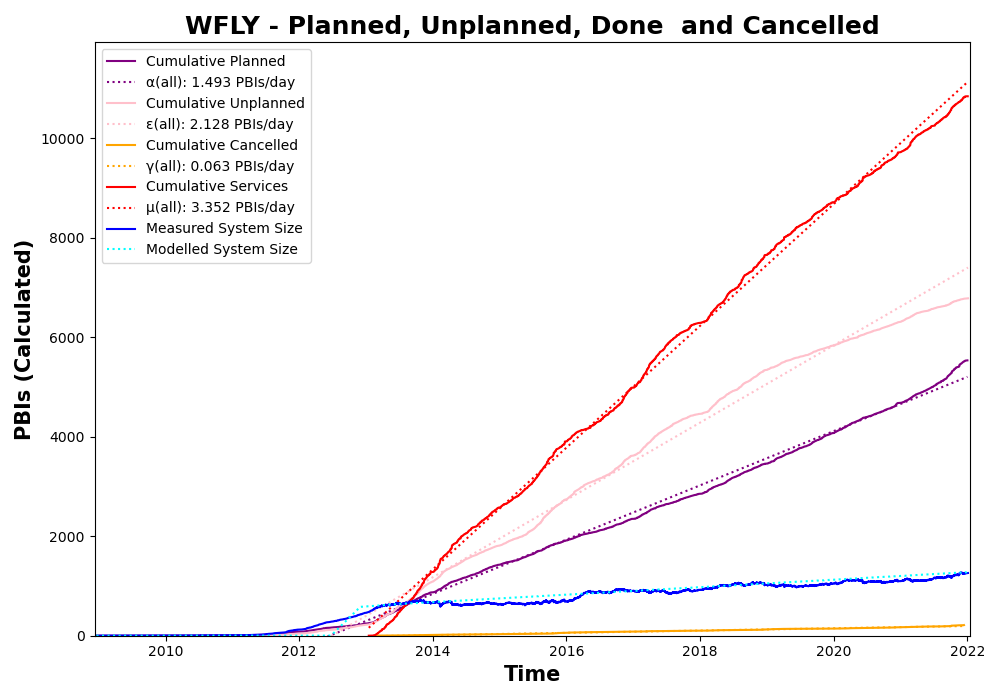 WFLY - Planned, Unplanned, Done  and Cancelled
Cumulative Planned
α(all): 1.493 PBIs/day
Cumulative Unplanned
ε(all): 2.128 PBIs/day
Cumulative Cancelled
γ(all): 0.063 PBIs/day
Cumulative Services
μ(all): 3.352 PBIs/day
Measured System Size
Modelled System Size
PBIs (Calculated)
10000
8000
6000
4000
2000
0
2010 2012 2014 2016 2018 2020 2022
Time